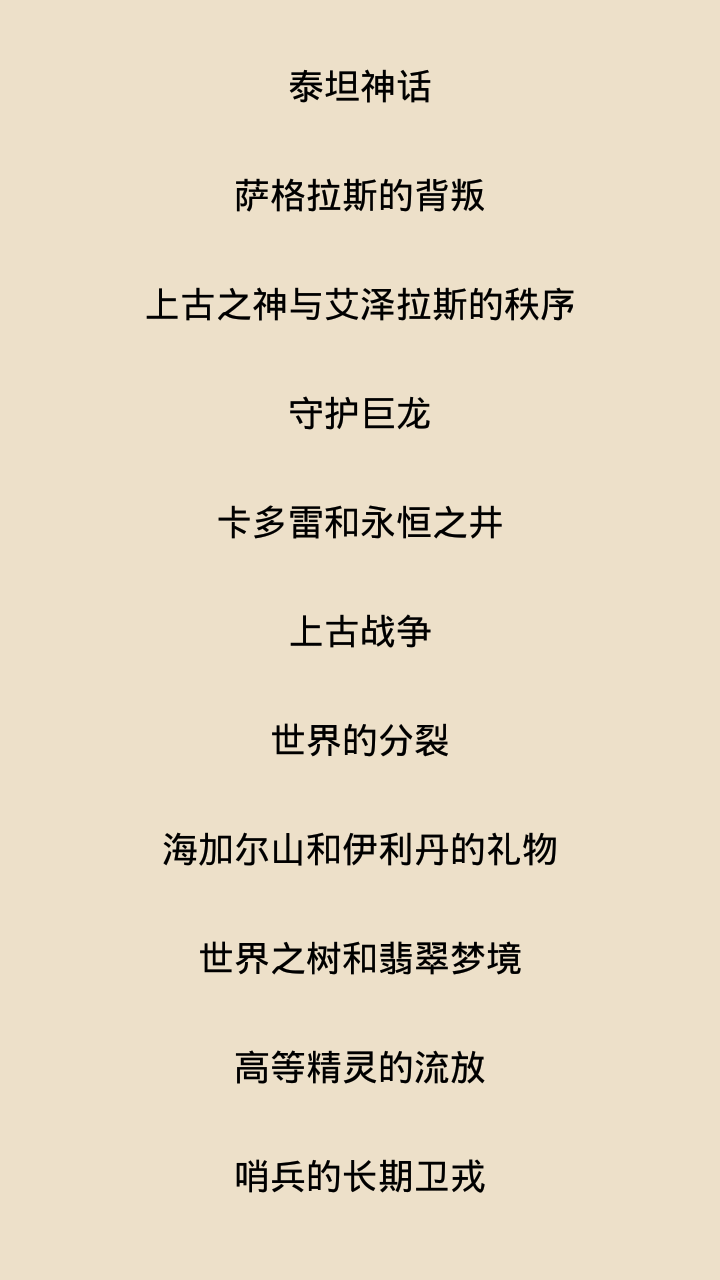 泰坦神话
萨格拉斯的背叛
上古之神与艾泽拉斯的秩序
守护巨龙
卡多雷和永恒之井
上古战争
世界的分裂
海加尔山和伊利丹的礼物
世界之树和翡翠梦境
高等精灵的流放
哨兵的长期卫戎